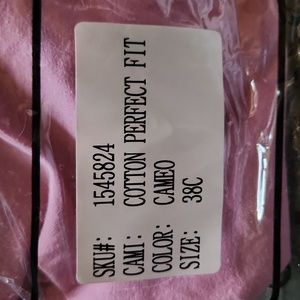 SKU#: 1545824
CAMI: COTTON PERFECT FIT
COLOR: CAMEO
SIZE: 38C